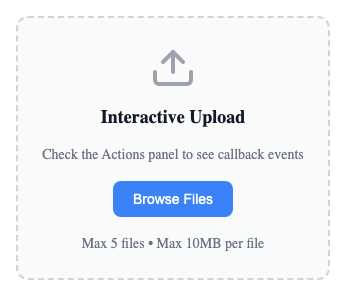 Interactive Upload
Check the Actions panel to see callback events
Browse Files
Max 5 files • Max 10MB per file